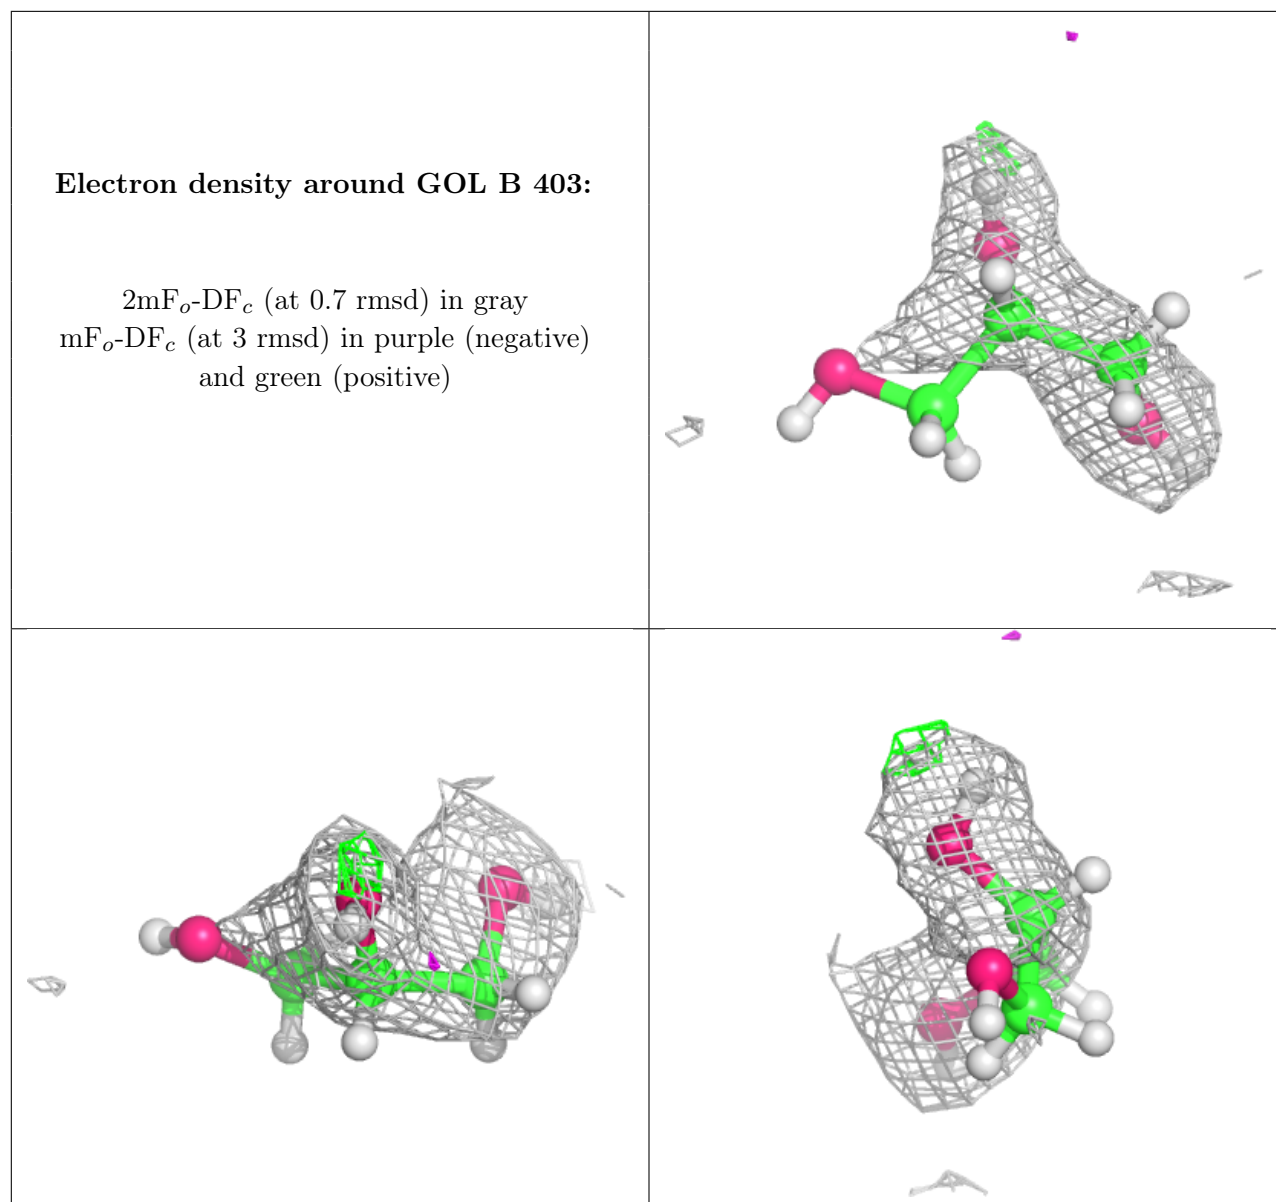 Electron density around GOL B 403:
2mFo-DFc (at 0.7 rmsd) in gray
mFo-DFc (at 3 rmsd) in purple (negative)
and green (positive)